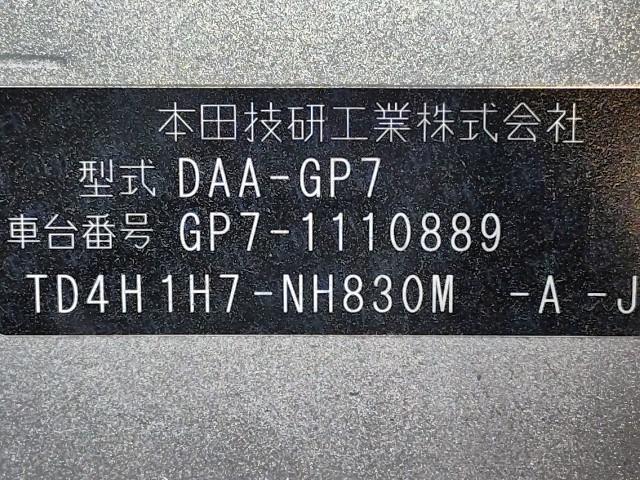 本田技研工業株式会社
型式 DAA-GP7
車台番号 GP7-1110889
TD4H1H7-NH830M -A -J